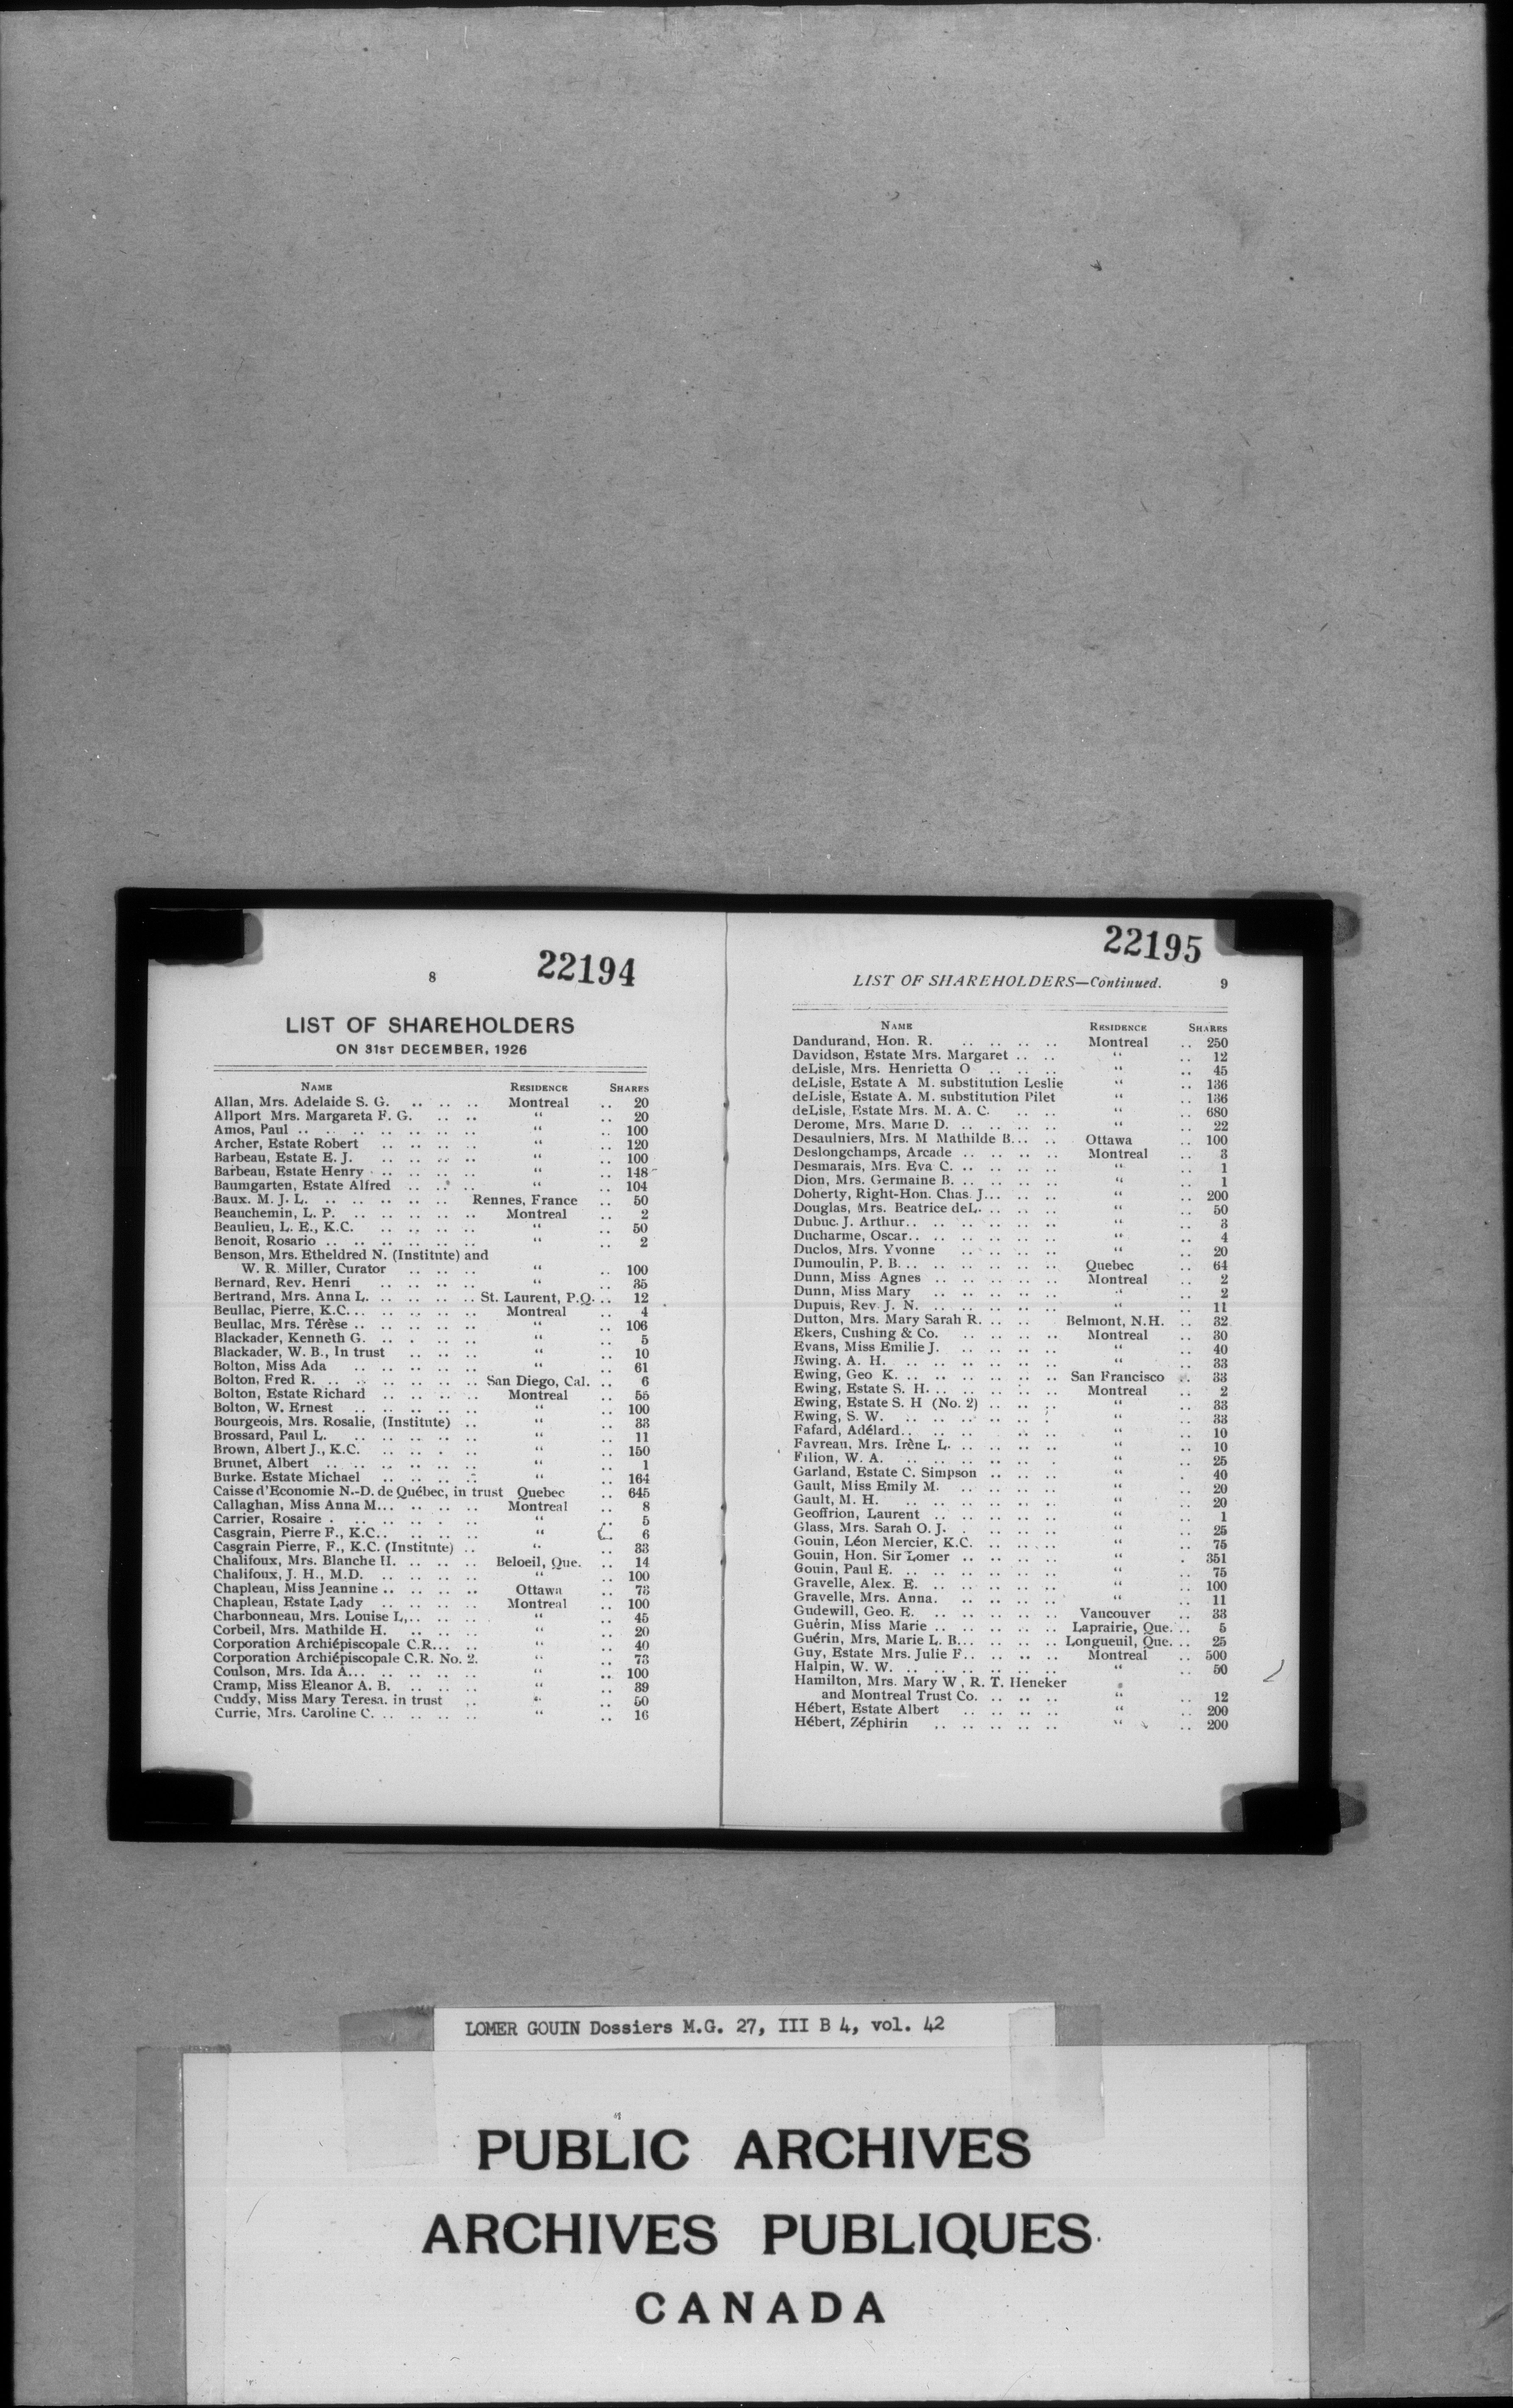 22194
8
LIST OF SHAREHOLDERS
ON 31ST DECEMBER, 1926
NAME RESIDENCE SHARES
Allan, Mrs. Adelaide S. G. .. .. .. Montreal .. 20
Allport Mrs. Margareta F. G. .. .. “ .. 20
Amos, Paul .. .. .. .. .. .. .. “ .. 100
Archer, Estate Robert .. .. .. .. “ .. 120
Barbeau, Estate E. J. .. .. .. .. “ .. 100
Barbeau, Estate Henry .. .. .. .. “ .. 148
Baumgarten, Estate Alfred .. .. .. “ .. 104
Baux. M. J. L. .. .. .. .. .. .. Rennes, France .. 50
Beauchemin, L. P. .. .. .. .. .. Montreal .. 2
Beaulieu, L. E., K.C. .. .. .. .. “ .. 50
Benoit, Rosario .. .. .. .. .. .. “ .. 2
Benson, Mrs. Etheldred N. (Institute) and
W. R. Miller, Curator .. .. .. “ .. 100
Bernard, Rev. Henri .. .. .. .. .. “ .. 35
Bertrand, Mrs. Anna L. .. .. .. .. St. Laurent, P.Q. .. 12
Beullac, Pierre, K.C. .. .. .. .. .. Montreal .. 4
Beullac, Mrs. Térèse .. .. .. .. .. “ .. 106
Blackader, Kenneth G. .. .. .. .. “ .. 5
Blackader, W. B., In trust .. .. .. “ .. 10
Bolton, Miss Ada .. .. .. .. .. “ .. 61
Bolton, Fred R. .. .. .. .. .. .. San Diego, Cal. .. 6
Bolton, Estate Richard .. .. .. .. Montreal .. 55
Bolton, W. Ernest .. .. .. .. .. “ .. 100
Bourgeois, Mrs. Rosalie, (Institute) .. “ .. 33
Brossard, Paul L. .. .. .. .. .. “ .. 11
Brown, Albert J., K.C. .. .. .. .. “ .. 150
Brunet, Albert .. .. .. .. .. .. “ .. 1
Burke. Estate Michael .. .. .. .. “ .. 164
Caisse d'Economie N.-D. de Québec, in trust Quebec .. 645
Callaghan, Miss Anna M. .. .. .. .. Montreal .. 8
Carrier, Rosaire . .. .. .. .. .. “ .. 5
Casgrain, Pierre F., K.C. .. .. .. .. “ .. 6
Casgrain Pierre, F., K.C. (Institute) .. “ .. 33
Chalifoux, Mrs. Blanche H. .. .. .. Beloeil, Que. .. 14
Chalifoux, J. H., M.D. .. .. .. .. “ .. 100
Chapleau, Miss Jeannine .. .. .. .. Ottawa .. 73
Chapleau, Estate Lady .. .. .. .. Montreal .. 100
Charbonneau, Mrs. Louise L, .. .. .. “ .. 45
Corbeil, Mrs. Mathilde H. .. .. .. “ .. 20
Corporation Archiépiscopale C.R. .. .. “ .. 40
Corporation Archiépiscopale C.R. No. 2. “ .. 73
Coulson, Mrs. Ida A. .. .. .. .. .. “ .. 100
Cramp, Miss Eleanor A. B. .. .. .. “ .. 39
Cuddy, Miss Mary Teresa. in trust .. “ .. 50
Currie, Mrs. Caroline C. .. .. .. .. “ .. 16
22195
LIST OF SHAREHOLDERS—Continued. 9
NAME RESIDENCE SHARES
Dandurand, Hon. R. .. .. .. .. .. Montreal .. 250
Davidson, Estate Mrs. Margaret .. .. “ .. 12
deLisle, Mrs. Henrietta O .. .. .. “ .. 45
deLisle, Estate A M. substitution Leslie “ .. 136
deLisle, Estate A. M. substitution Pilet “ .. 136
deLisle, Estate Mrs. M. A. C. .. .. “ .. 680
Derome, Mrs. Marie D. .. .. .. .. “ .. 22
Desaulniers, Mrs. M Mathilde B. .. .. Ottawa .. 100
Deslongchamps, Arcade .. .. .. .. Montreal .. 3
Desmarais, Mrs. Eva C. .. .. .. .. “ .. 1
Dion, Mrs. Germaine B. .. .. .. .. “ .. 1
Doherty, Right-Hon. Chas. J. .. .. .. “ .. 200
Douglas, Mrs. Beatrice deL. .. .. .. “ .. 50
Dubuc. J. Arthur .. .. .. .. .. .. “ .. 3
Ducharme, Oscar .. .. .. .. .. .. “ .. 4
Duclos, Mrs. Yvonne .. .. .. .. “ .. 20
Dumoulin, P. B. .. .. .. .. .. .. Quebec .. 64
Dunn, Miss Agnes .. .. .. .. .. Montreal .. 2
Dunn, Miss Mary .. .. .. .. .. “ .. 2
Dupuis, Rev. J. N. .. .. .. .. .. “ .. 11
Dutton, Mrs. Mary Sarah R. .. .. .. Belmont, N.H. .. 32
Ekers, Cushing & Co. .. .. .. .. Montreal .. 30
Evans, Miss Emilie J. .. .. .. .. “ .. 40
Ewing. A. H. .. .. .. .. .. .. “ .. 33
Ewing, Geo K. .. .. .. .. .. .. San Francisco .. 33
Ewing, Estate S. H. .. .. .. .. .. Montreal .. 2
Ewing, Estate S. H (No. 2) .. .. .. “ .. 33
Ewing, S. W. .. .. .. .. .. .. “ .. 33
Fafard, Adélard .. .. .. .. .. “ .. 10
Favreau, Mrs. Irène L. .. .. .. .. “ .. 10
Filion, W. A. .. .. .. .. .. .. “ .. 25
Garland, Estate C. Simpson .. .. .. “ . 40
Gault, Miss Emily M. .. .. .. .. “ .. 20
Gault, M. H. .. .. .. .. .. .. “ .. 20
Geoffrion, Laurent .. .. .. .. .. “ .. 1
Glass, Mrs. Sarah O. J. . .. .. .. “ .. 25
Gouin, Léon Mercier, K.C. .. .. .. “ .. 75
Gouin, Hon. Sir Lomer .. .. .. .. “ . 351
Gouin, Paul E. .. .. .. .. .. .. “ .. 75
Gravelle, Alex. E. .. .. .. .. .. “ .. 100
Gravelle, Mrs. Anna. .. .. .. .. “ .. 11
Gudewill, Geo. E. .. .. .. .. .. Vancouver .. 33
Guérin, Miss Marie .. .. .. .. .. Laprairie, Que. .. 5
Guérin, Mrs, Marie L. B. .. .. .. .. Longueuil, Que. .. 25
Guy, Estate Mrs. Julie F. .. .. .. .. Montreal .. 500
Halpin, W. W. .. .. .. .. .. .. “ .. 50
Hamilton, Mrs. Mary W, R. T. Heneker
and Montreal Trust Co. .. .. .. “ .. 12
Hébert, Estate Albert .. .. .. .. “ .. 200
Hébert, Zéphirin .. .. .. .. .. “ .. 200
LOMER GOUIN Dossiers M.G. 27, III B 4, vol. 42
PUBLIC ARCHIVES
ARCHIVES PUBLIQUES
CANADA